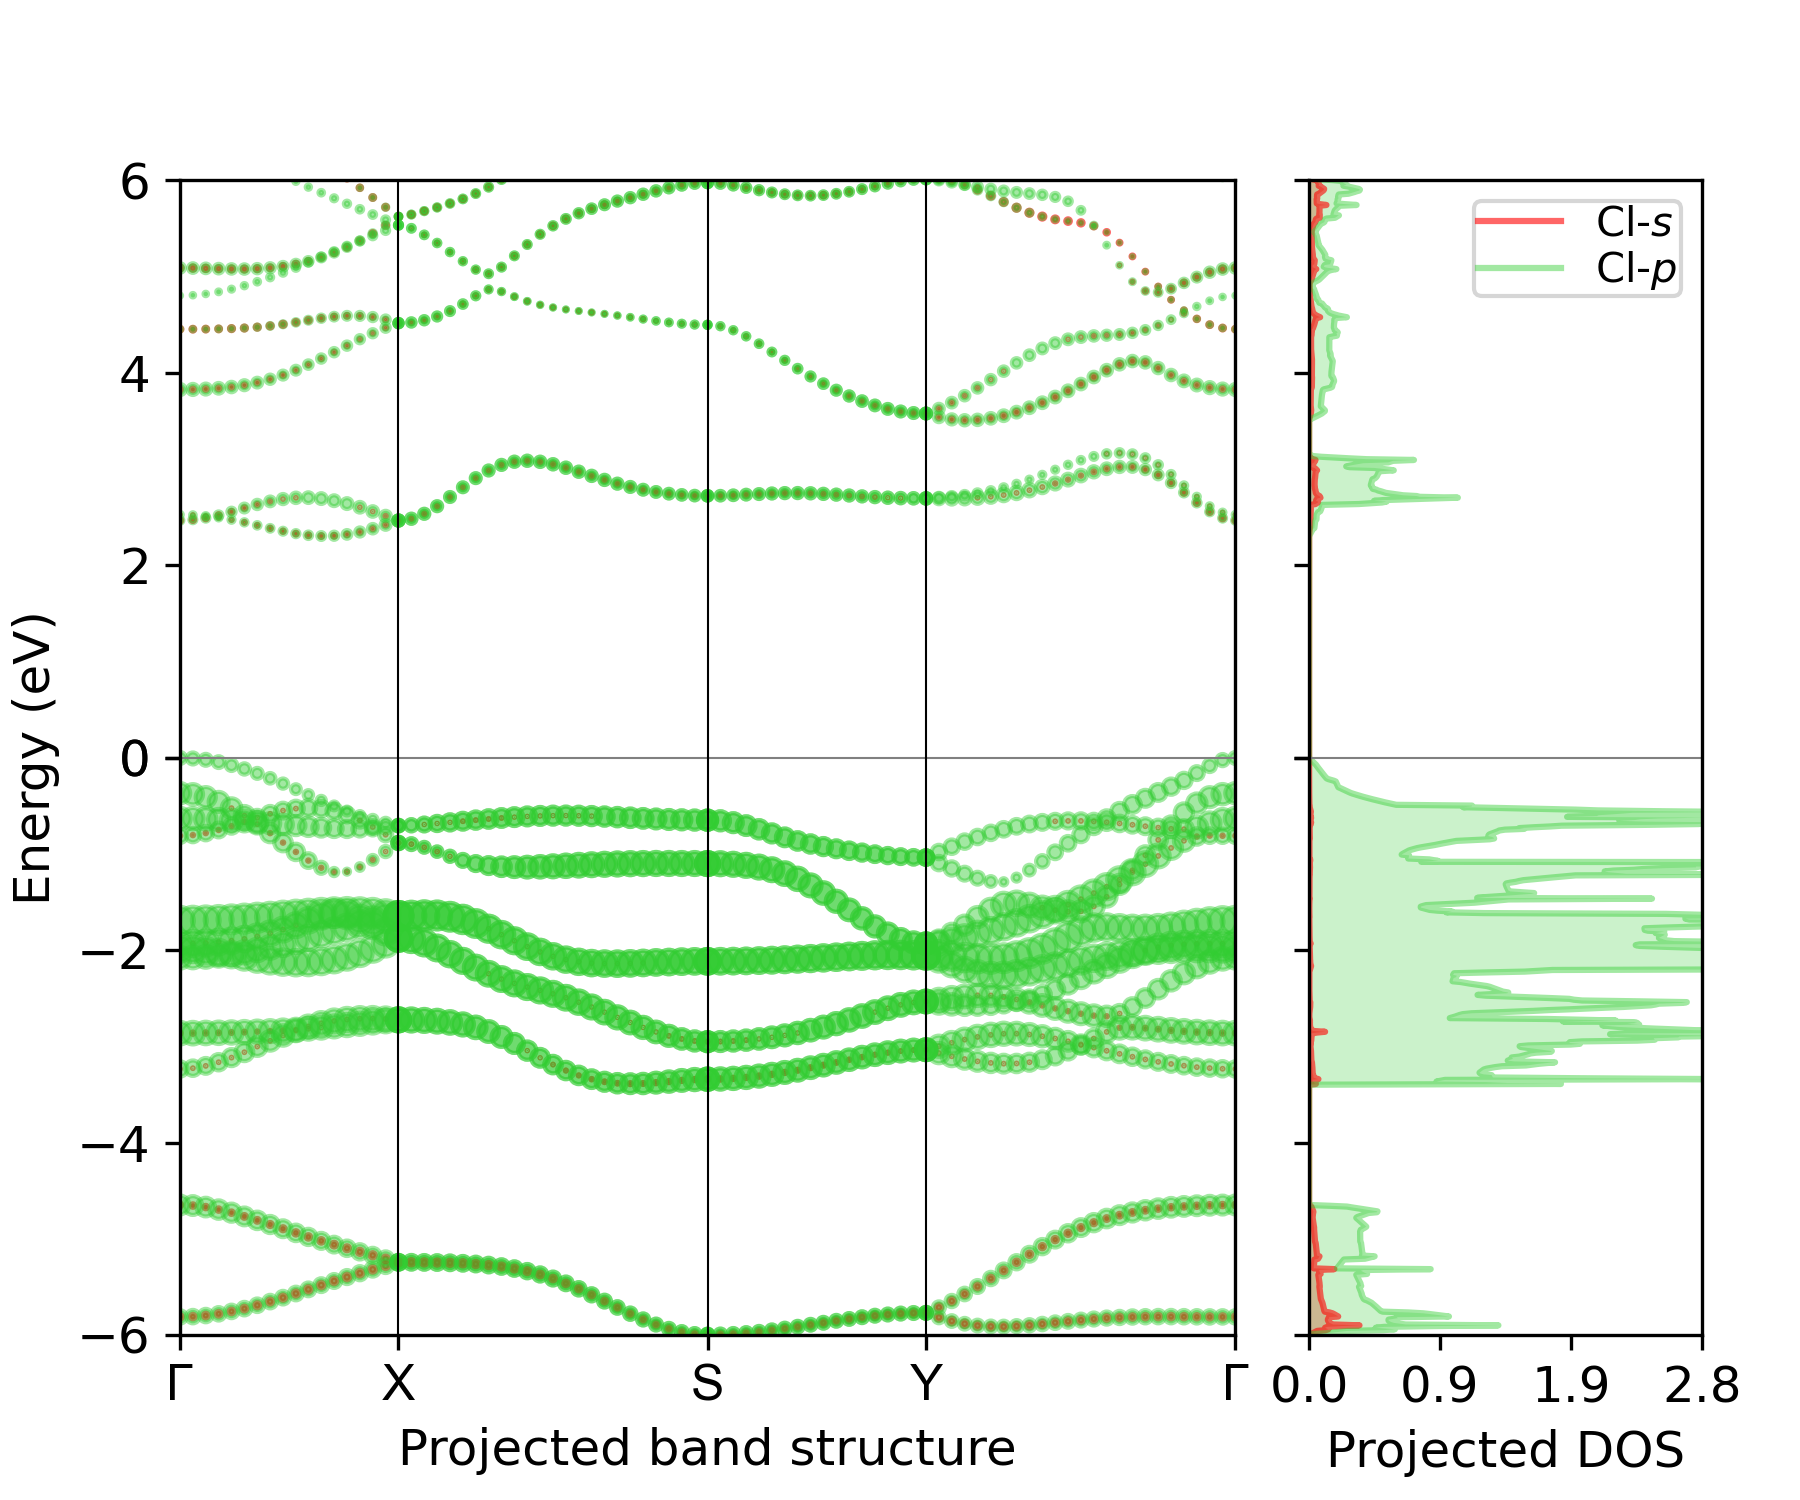 Energy (eV)
6
4
2
0
−2
−4
−6
Γ X S Y Γ
Projected band structure
Cl-s
Cl-p
0.0 0.9 1.9 2.8
Projected DOS